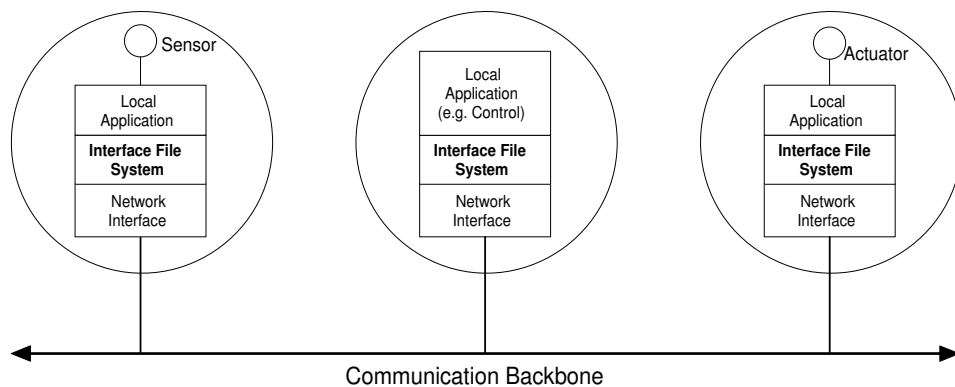 Sensor
Local
Application
Interface File
System
Network
Interface
Local
Application
(e.g. Control)
Interface File
System
Network
Interface
Actuator
Local
Application
Interface File
System
Network
Interface
Communication Backbone